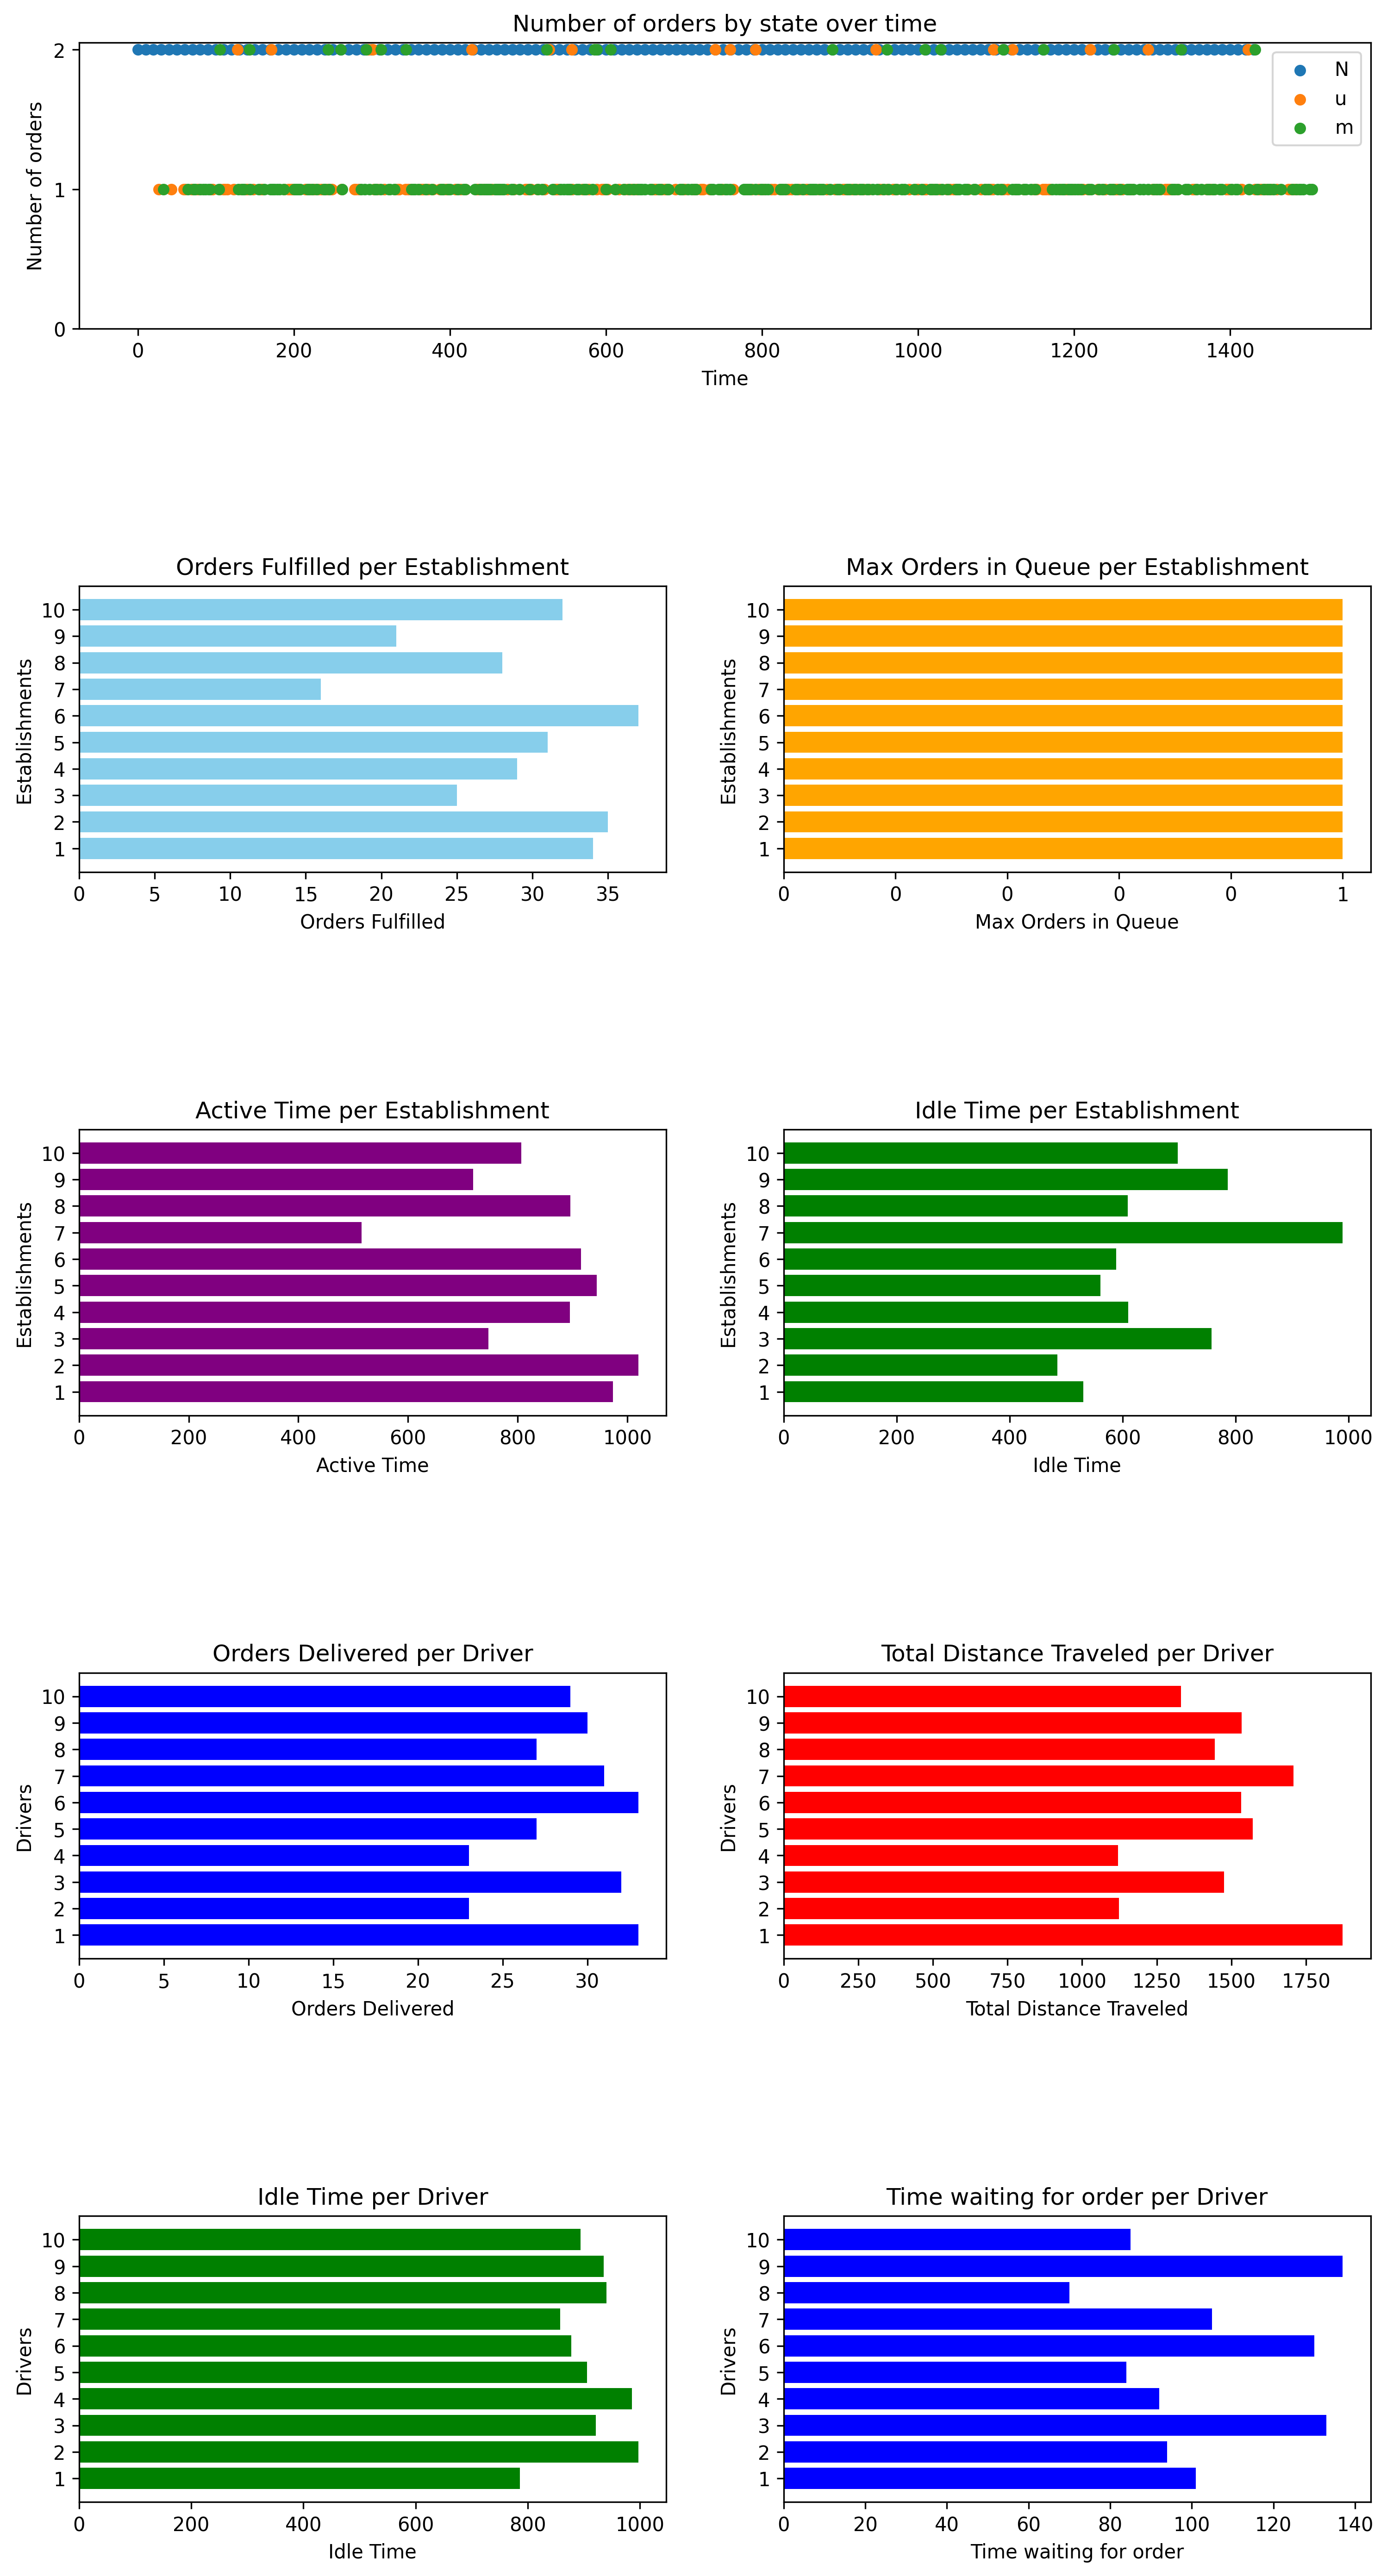 Number of orders by state over time
Number of orders
2
1
0
N
u
m
0 200 400 600 800 1000 1200 1400
Time
Orders Fulfilled per Establishment
Establishments
10
9
8
7
6
5
4
3
2
1
0 5 10 15 20 25 30 35
Orders Fulfilled
Max Orders in Queue per Establishment
Establishments
10
9
8
7
6
5
4
3
2
1
0 0 0 0 0 1
Max Orders in Queue
Active Time per Establishment
Establishments
10
9
8
7
6
5
4
3
2
1
0 200 400 600 800 1000
Active Time
Idle Time per Establishment
Establishments
10
9
8
7
6
5
4
3
2
1
0 200 400 600 800 1000
Idle Time
Orders Delivered per Driver
Drivers
10
9
8
7
6
5
4
3
2
1
0 5 10 15 20 25 30
Orders Delivered
Total Distance Traveled per Driver
Drivers
10
9
8
7
6
5
4
3
2
1
0 250 500 750 1000 1250 1500 1750
Total Distance Traveled
Idle Time per Driver
Drivers
10
9
8
7
6
5
4
3
2
1
0 200 400 600 800 1000
Idle Time
Time waiting for order per Driver
Drivers
10
9
8
7
6
5
4
3
2
1
0 20 40 60 80 100 120 140
Time waiting for order